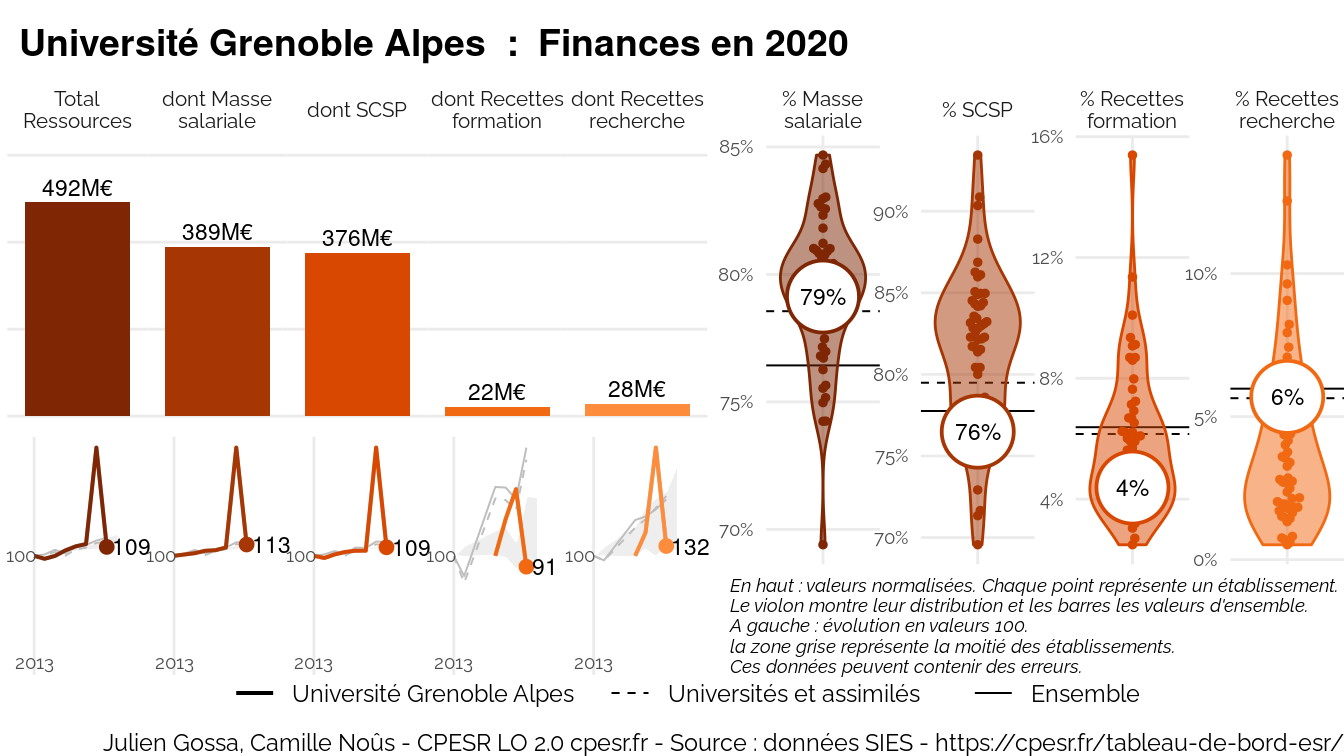 Université Grenoble Alpes : Finances en 2020
Total
Ressources
dont Masse
salariale
dont SCSP
dont Recettes
formation
dont Recettes
recherche
492M€
389M€
376M€
22M€
28M€
100
109
2013
100
113
2013
100
109
2013
100
91
2013
100
132
2013
% Masse
salariale
85%
80%
75%
70%
79%
% SCSP
90%
85%
80%
75%
70%
76%
% Recettes
formation
16%
12%
8%
4%
4%
% Recettes
recherche
10%
5%
0%
6%
En haut : valeurs normalisées. Chaque point représente un établissement.
Le violon montre leur distribution et les barres les valeurs d'ensemble.
A gauche : évolution en valeurs 100.
la zone grise représente la moitié des établissements.
Ces données peuvent contenir des erreurs.
Université Grenoble Alpes
Universités et assimilés
Ensemble
Julien Gossa, Camille Noûs - CPESR LO 2.0 cpesr.fr - Source : données SIES - https://cpesr.fr/tableau-de-bord-esr/